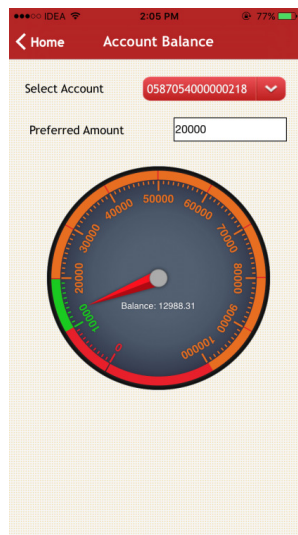 IDEA 2:05 PM 77%
Home Account Balance
Select Account 0587054000000218
Preferred Amount 20000
50000
40000 60000
30000 70000
20000 80000
Balance: 12988.31
10000 90000
0 100000